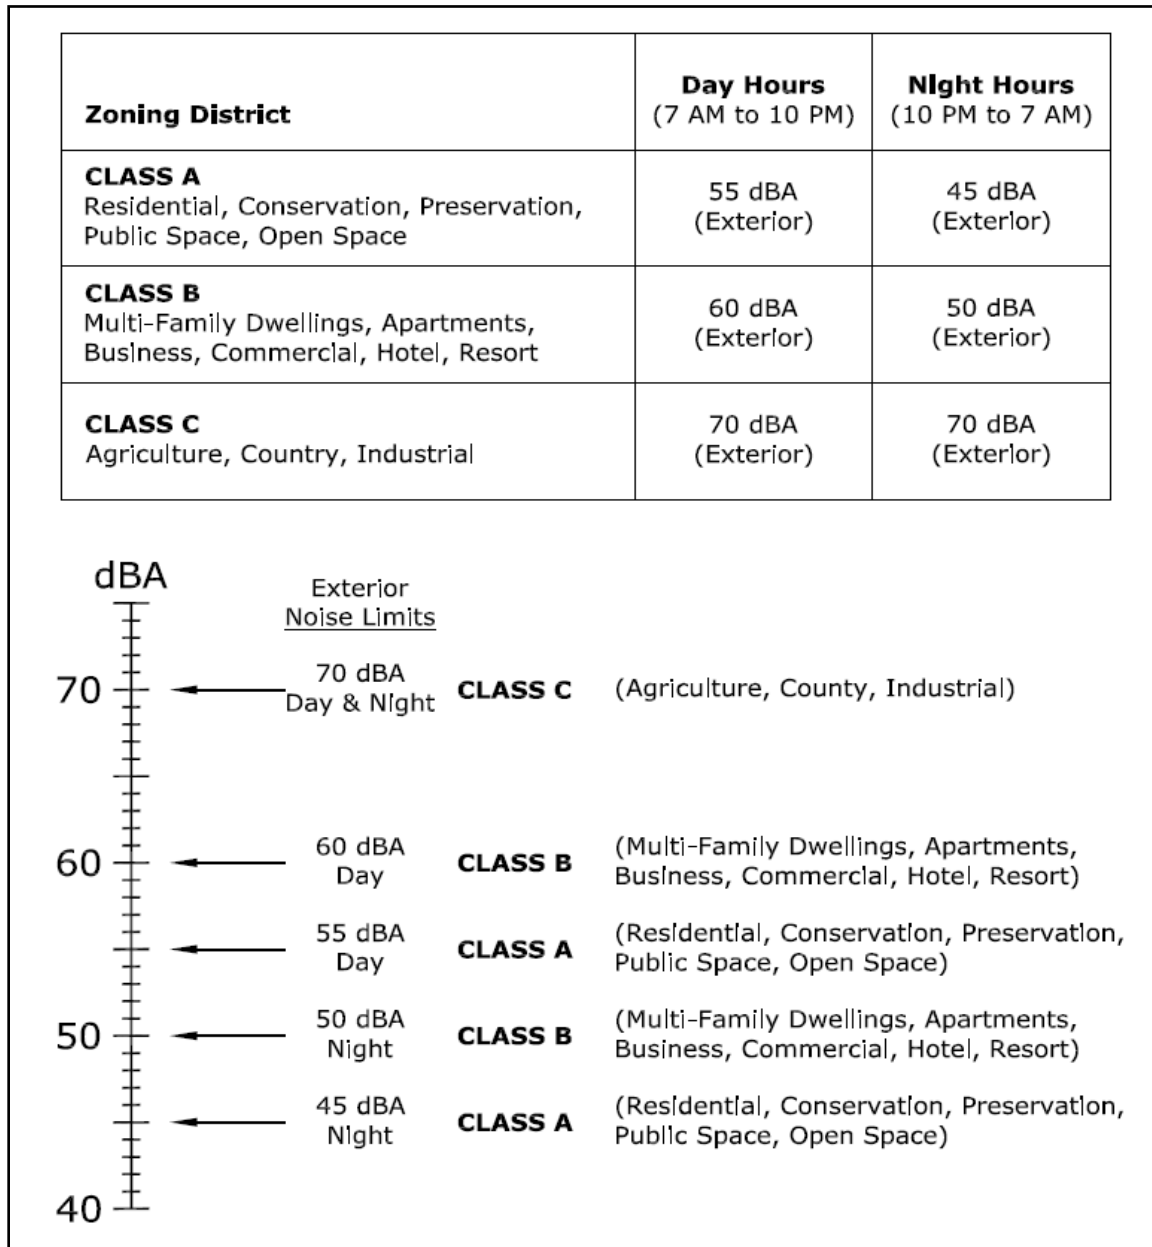 Zoning District
Day Hours
(7 AM to 10 PM)
Night Hours
(10 PM to 7 AM)
CLASS A
Residential, Conservation, Preservation,
Public Space, Open Space
55 dBA
(Exterior)
45 dBA
(Exterior)
CLASS B
Multi-Family Dwellings, Apartments,
Business, Commercial, Hotel, Resort
60 dBA
(Exterior)
50 dBA
(Exterior)
CLASS C
Agriculture, Country, Industrial
70 dBA
(Exterior)
70 dBA
(Exterior)
dBA
Exterior
Noise Limits
70
70 dBA
Day & Night
CLASS C
(Agriculture, County, Industrial)
60
60 dBA
Day
CLASS B
(Multi-Family Dwellings, Apartments,
Business, Commercial, Hotel, Resort)
55 dBA
Day
CLASS A
(Residential, Conservation, Preservation,
Public Space, Open Space)
50
50 dBA
Night
CLASS B
(Multi-Family Dwellings, Apartments,
Business, Commercial, Hotel, Resort)
45 dBA
Night
CLASS A
(Residential, Conservation, Preservation,
Public Space, Open Space)
40